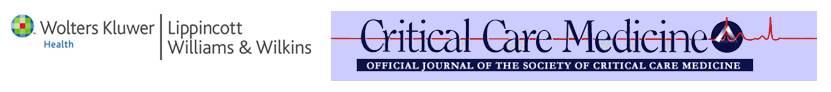 Wolters Kluwer
Health
Lippincott
Williams & Wilkins
Critical Care Medicine
OFFICIAL JOURNAL OF THE SOCIETY OF CRITICAL CARE MEDICINE